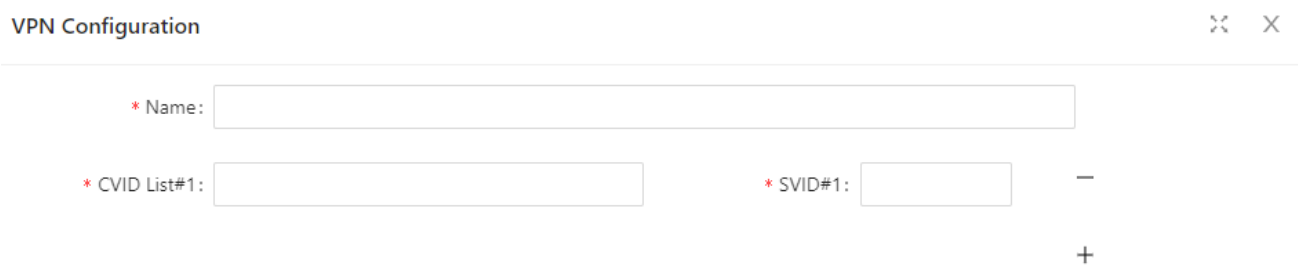 VPN Configuration
* Name:
* CVID List#1: * SVID#1: